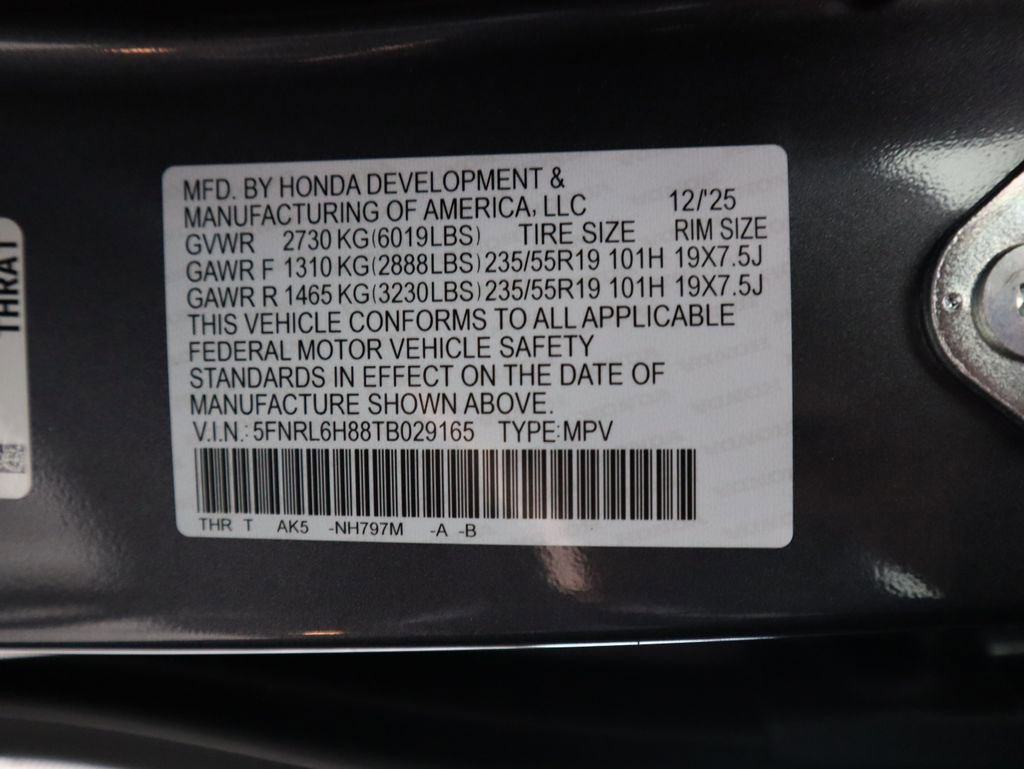 MFD. BY HONDA DEVELOPMENT &
MANUFACTURING OF AMERICA, LLC 12/'25
GVWR 2730 KG(6019LBS) TIRE SIZE RIM SIZE
GAWR F 1310 KG(2888LBS) 235/55R19 101H 19X7.5J
GAWR R 1465 KG(3230LBS) 235/55R19 101H 19X7.5J
THIS VEHICLE CONFORMS TO ALL APPLICABLE
FEDERAL MOTOR VEHICLE SAFETY
STANDARDS IN EFFECT ON THE DATE OF
MANUFACTURE SHOWN ABOVE.
V.I.N.: 5FNRL6H88TB029165 TYPE:MPV
THR T AK5 -NH797M -A -B
THRA1